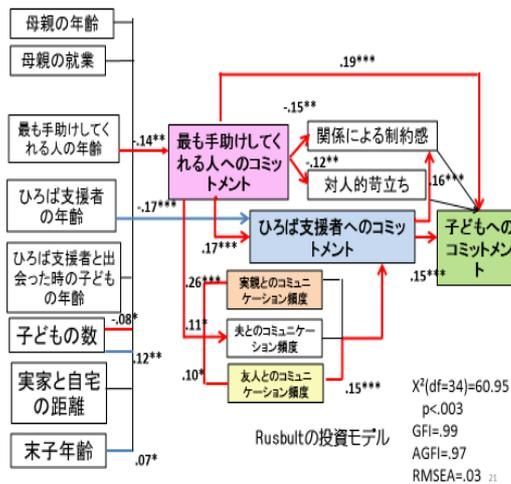 母親の年齢
母親の就業
最も手助けしてく
れる人の年齢
ひろば支援者
の年齢
ひろば支援者と出
会った時の子ども
の年齢
子どもの数
実家と自宅
の距離
末子年齢
-.14**
-.17***
-.08*
.12**
.07*
最も手助けしてく
れる人へのコミッ
トメント
.19***
-.15**
関係による制約感
-.12**
対人的苛立ち
.16***
ひろば支援者へのコミッ
トメント
.17***
子どもへの
コミットメン
ト
.15***
.26***
実親とのコミュニ
ケーション頻度
.11*
夫とのコミュニケー
ション頻度
.10*
友人とのコミュニ
ケーション頻度
.15***
Rusbultの投資モデル
X²(df=34)=60.95
p<.003
GFI=.99
AGFI=.97
RMSEA=.03
21